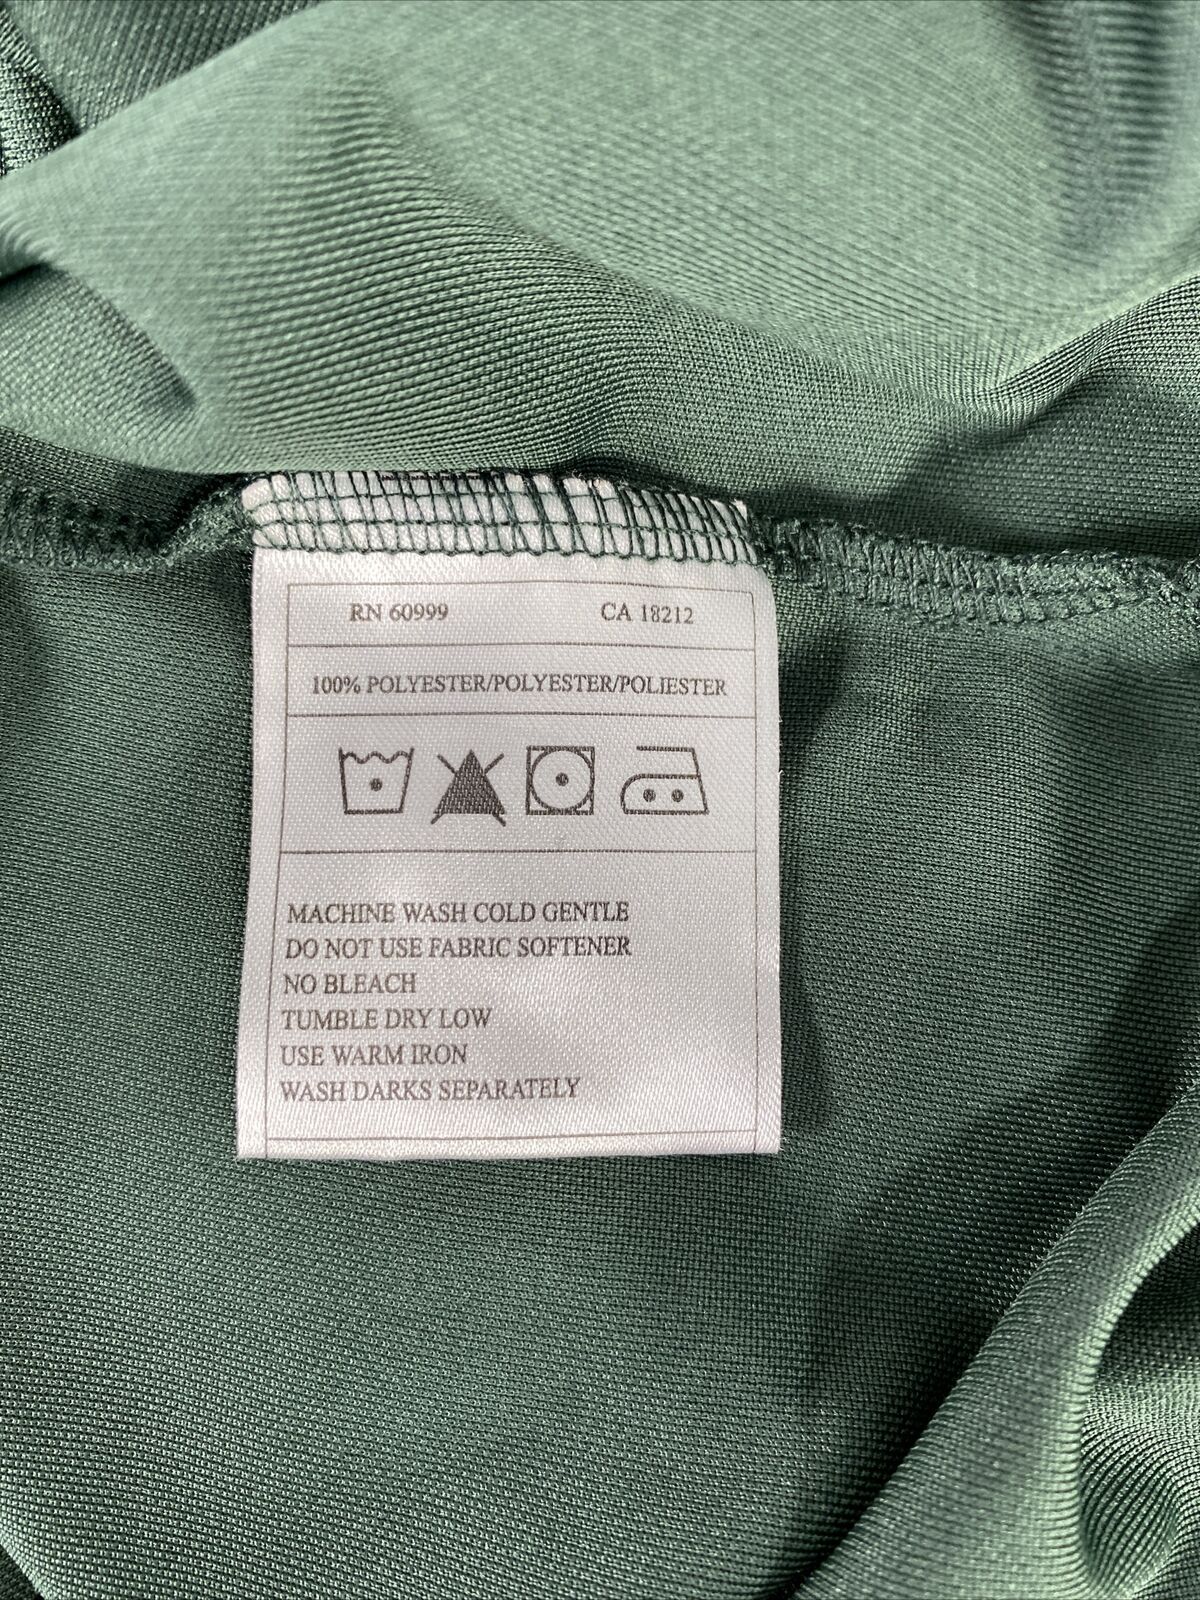 RN 60999 CA 18212
100% POLYESTER/POLYESTER/POLIESTER
MACHINE WASH COLD GENTLE
DO NOT USE FABRIC SOFTENER
NO BLEACH
TUMBLE DRY LOW
USE WARM IRON
WASH DARKS SEPARATELY